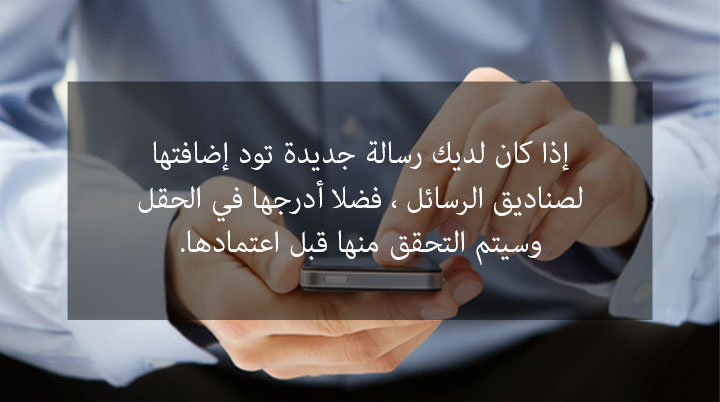 إذا كان لديك رسالة جديدة تود إضافتها
لصناديق الرسائل ، فضلا أدرجها في الحقل
وسيتم التحقق منها قبل اعتمادها.